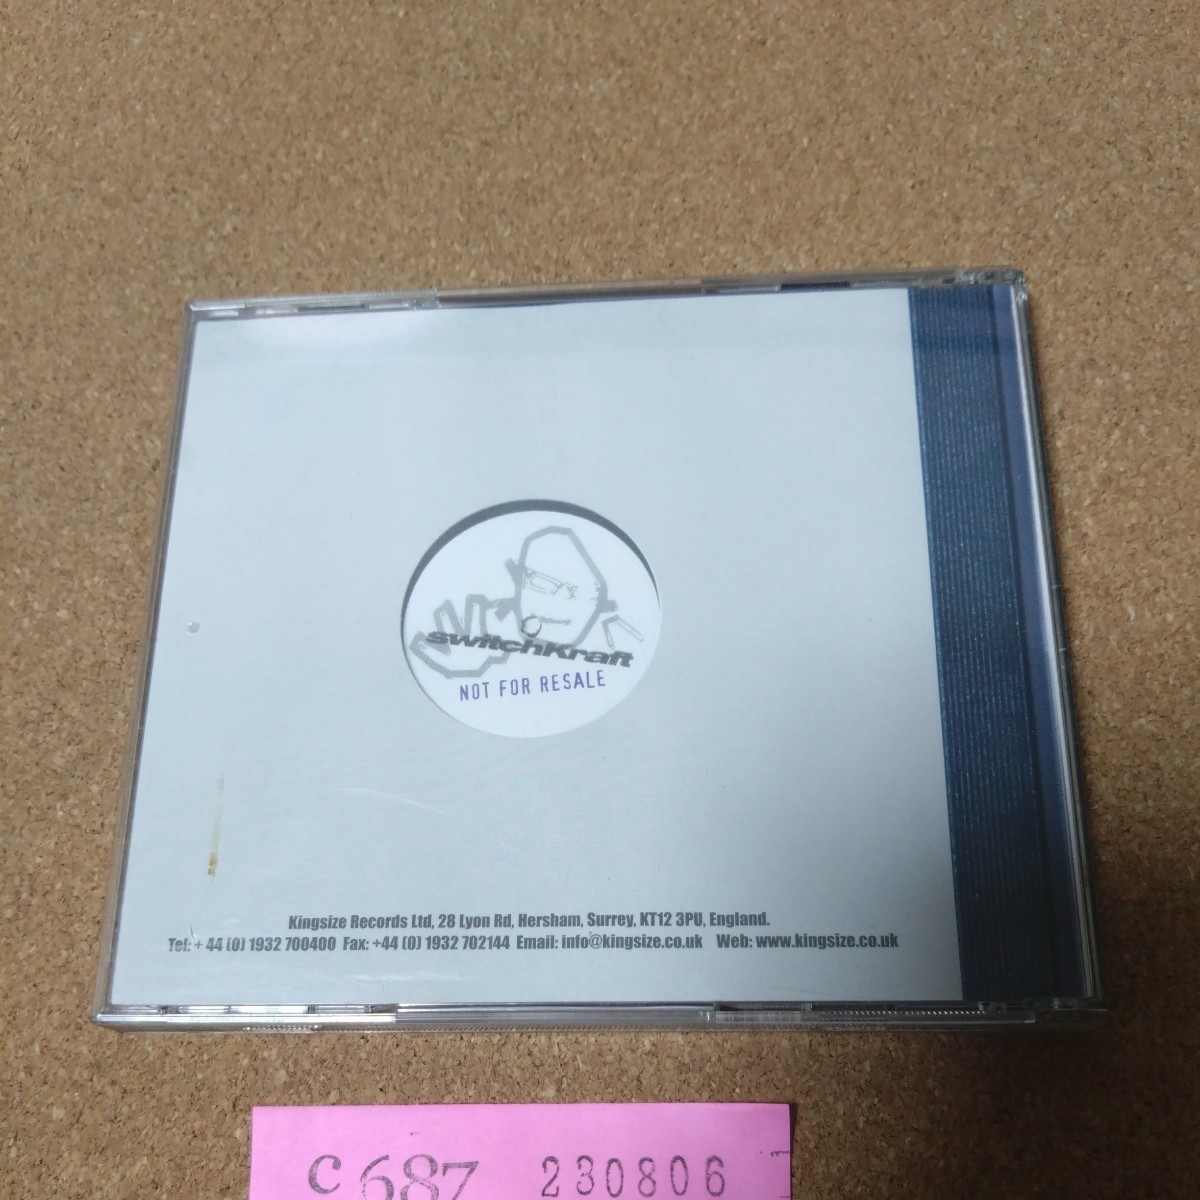 switchKraft
NOT FOR RESALE
Kingsize Records Ltd, 28 Lyon Rd, Hersham, Surrey, KT12 3PU, England.
Tel: + 44 (0) 1932 700400 Fax: +44 (0) 1932 702144 Email: info@kingsize.co.uk Web: www.kingsize.co.uk
c687 230806